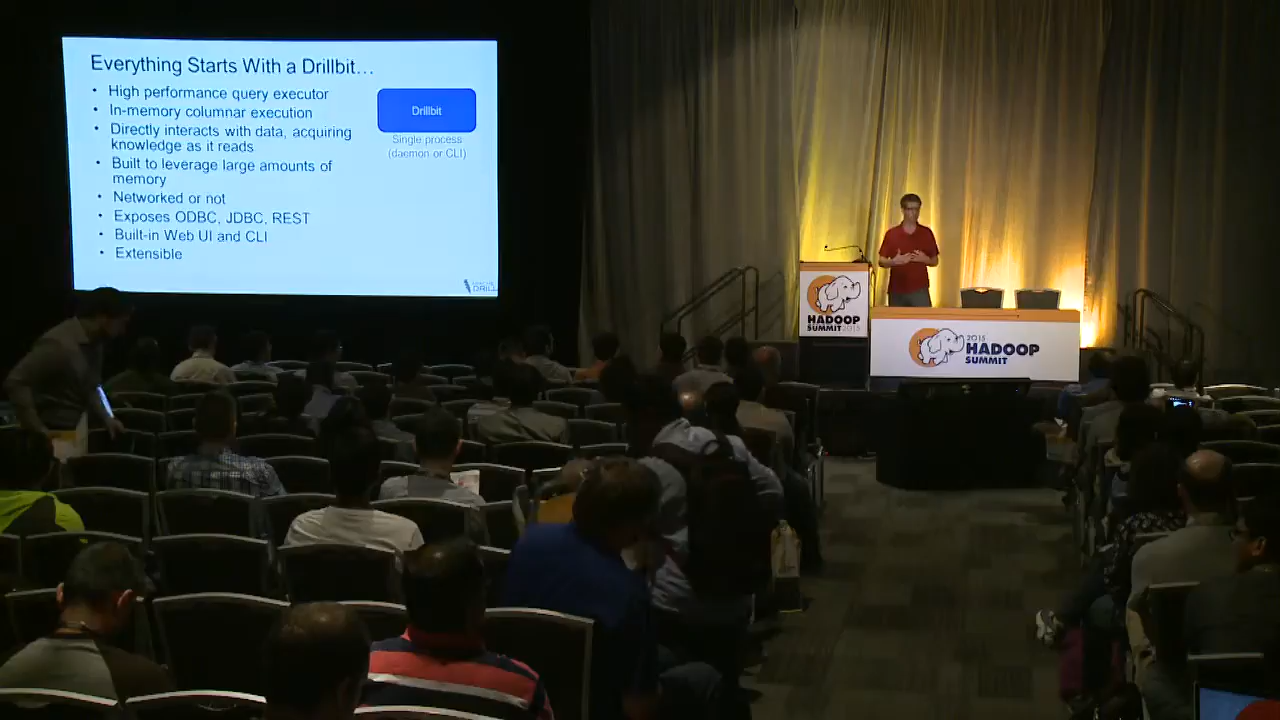 Everything Starts With a Drillbit…
• High performance query executor
• In-memory columnar execution
• Directly interacts with data, acquiring
knowledge as it reads
• Built to leverage large amounts of
memory
• Networked or not
• Exposes ODBC, JDBC, REST
• Built-in Web UI and CLI
• Extensible
Drillbit
Single process
(daemon or CLI)
DRILL
HADOOP
SUMMIT2015
2015
HADOOP
SUMMIT